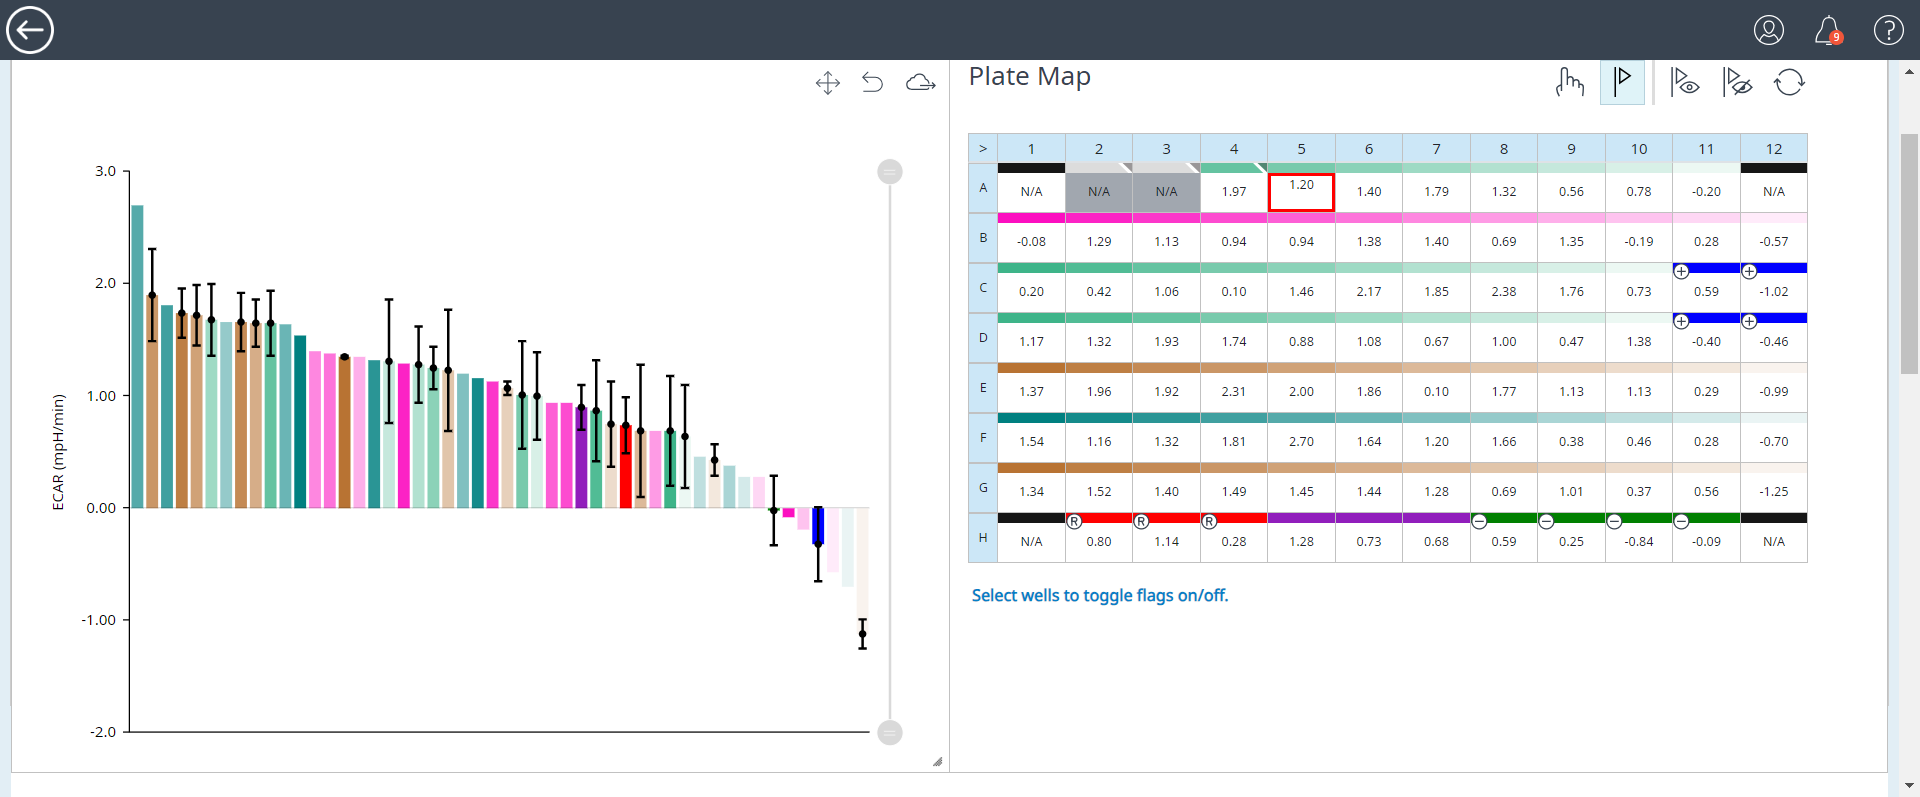 9
?
Plate Map
3.0
2.0
1.00
0.00
-1.00
-2.0
ECAR (mpH/min)
> 1 2 3 4 5 6 7 8 9 10 11 12
A N/A N/A N/A 1.97 1.20 1.40 1.79 1.32 0.56 0.78 -0.20 N/A
B -0.08 1.29 1.13 0.94 0.94 1.38 1.40 0.69 1.35 -0.19 0.28 -0.57
+ +
C 0.20 0.42 1.06 0.10 1.46 2.17 1.85 2.38 1.76 0.73 0.59 -1.02
+ +
D 1.17 1.32 1.93 1.74 0.88 1.08 0.67 1.00 0.47 1.38 -0.40 -0.46
E 1.37 1.96 1.92 2.31 2.00 1.86 0.10 1.77 1.13 1.13 0.29 -0.99
F 1.54 1.16 1.32 1.81 2.70 1.64 1.20 1.66 0.38 0.46 0.28 -0.70
G 1.34 1.52 1.40 1.49 1.45 1.44 1.28 0.69 1.01 0.37 0.56 -1.25
R R R − − − −
H N/A 0.80 1.14 0.28 1.28 0.73 0.68 0.59 0.25 -0.84 -0.09 N/A
Select wells to toggle flags on/off.